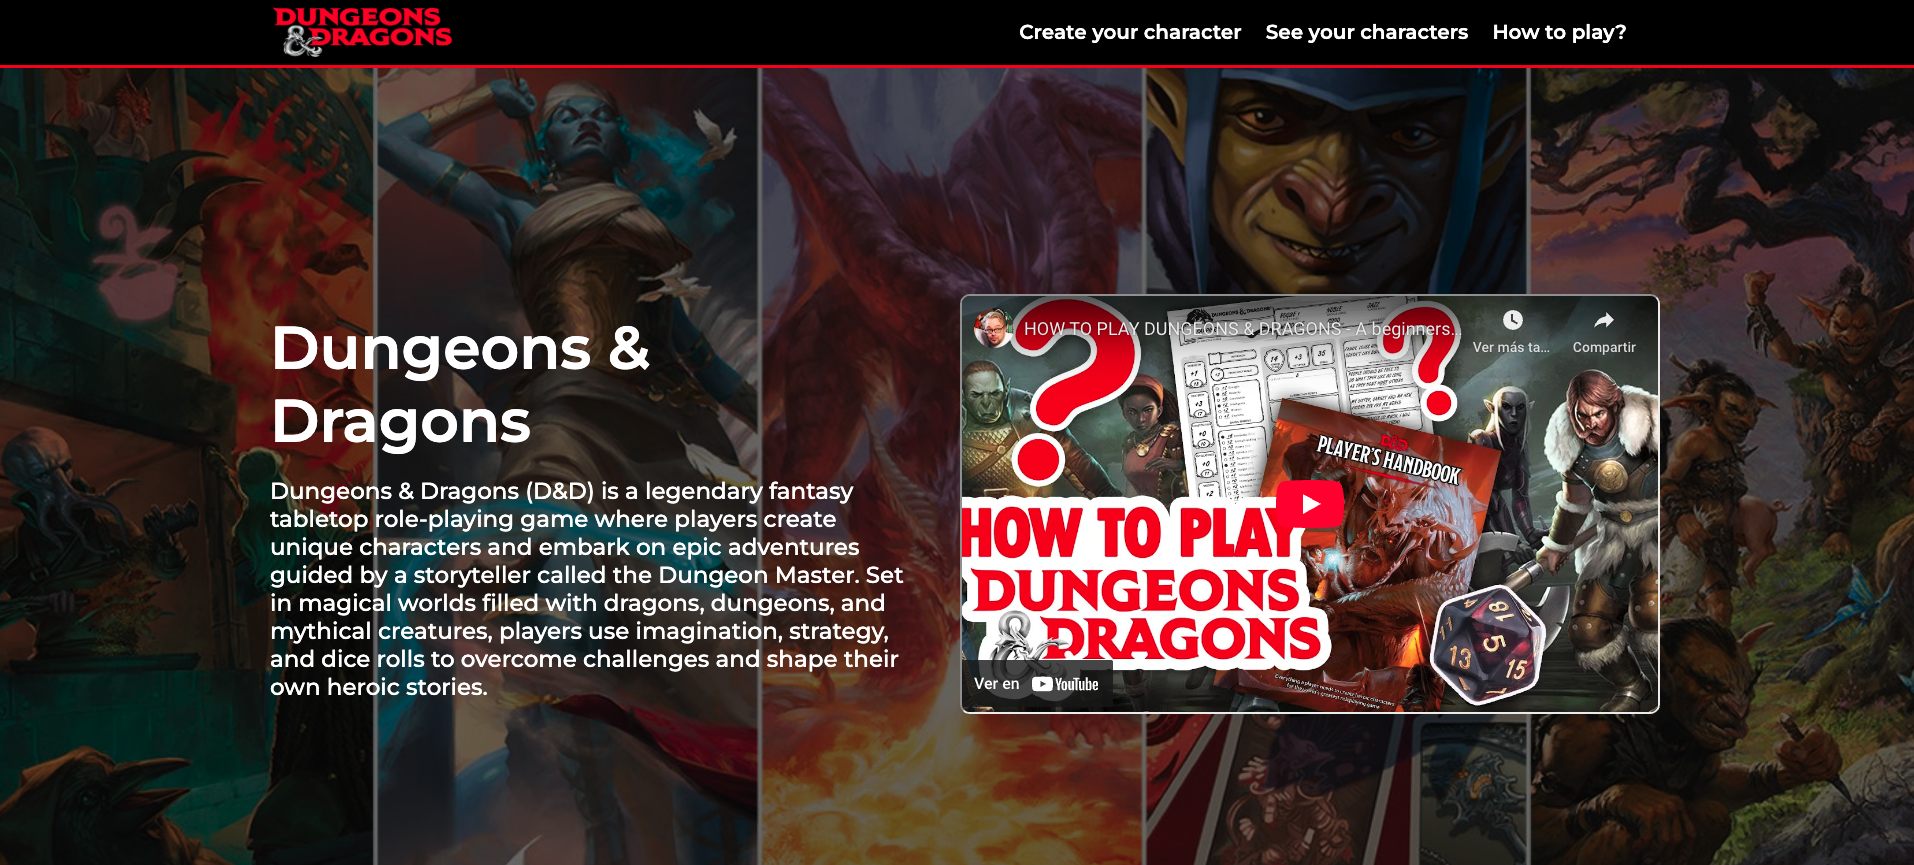 DUNGEONS
& DRAGONS
Create your character See your characters How to play?
Dungeons &
Dragons
Dungeons & Dragons (D&D) is a legendary fantasy
tabletop role-playing game where players create
unique characters and embark on epic adventures
guided by a storyteller called the Dungeon Master. Set
in magical worlds filled with dragons, dungeons, and
mythical creatures, players use imagination, strategy,
and dice rolls to overcome challenges and shape their
own heroic stories.
HOW TO PLAY DUNGEONS & DRAGONS - A beginners...
Ver más ta...
Compartir
? ?
D&D
PLAYER'S HANDBOOK
HOW TO PLAY
DUNGEONS
& DRAGONS
Ver en YouTube
4 18
11 5
13 15